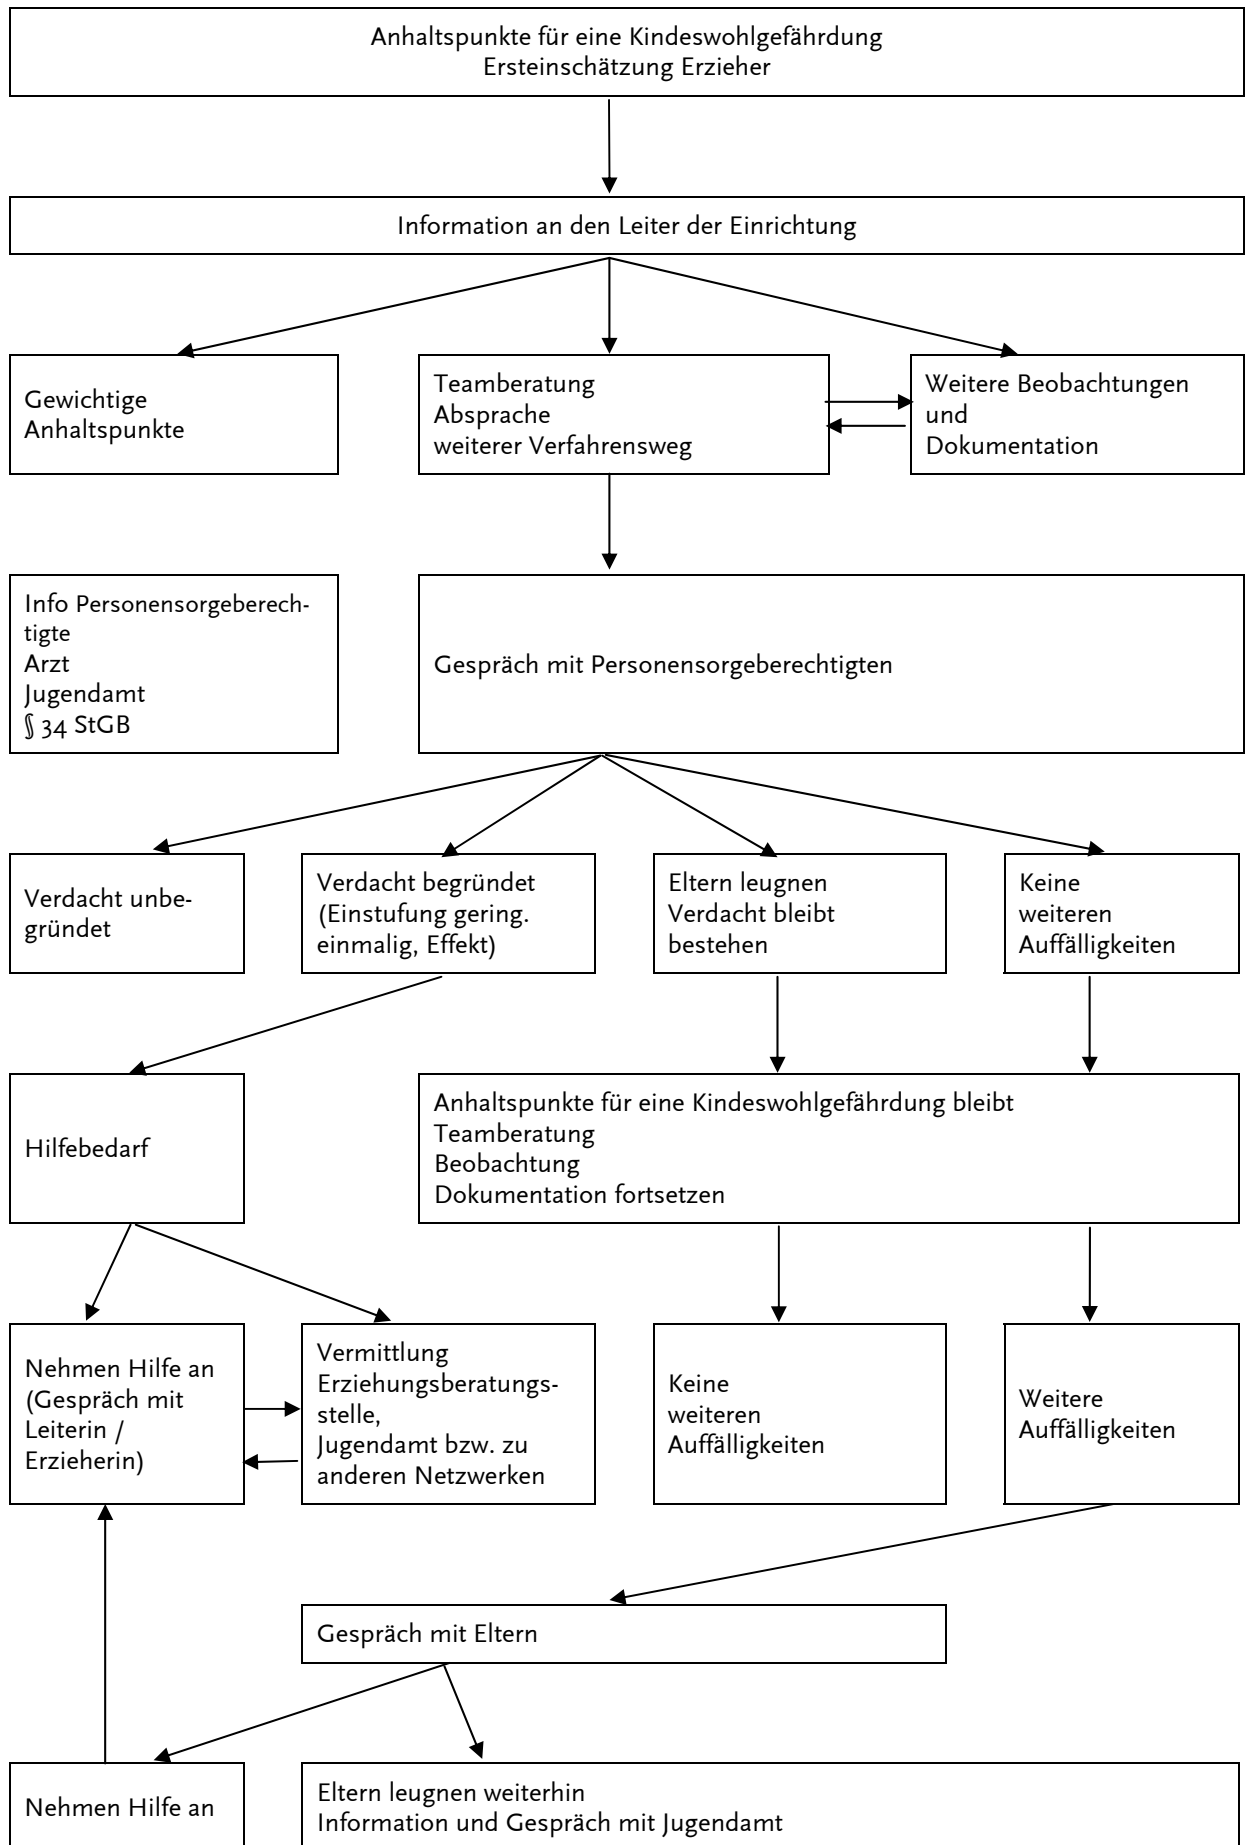 Anhaltspunkte für eine Kindeswohlgefährdung
Ersteinschätzung Erzieher
Information an den Leiter der Einrichtung
Gewichtige
Anhaltspunkte
Teamberatung
Absprache
weiterer Verfahrensweg
Weitere Beobachtungen
und
Dokumentation
Info Personensorgeberech-
tigte
Arzt
Jugendamt
§ 34 StGB
Gespräch mit Personensorgeberechtigten
Verdacht unbe-
gründet
Verdacht begründet
(Einstufung gering.
einmalig, Effekt)
Eltern leugnen
Verdacht bleibt
bestehen
Keine
weiteren
Auffälligkeiten
Hilfebedarf
Anhaltspunkte für eine Kindeswohlgefährdung bleibt
Teamberatung
Beobachtung
Dokumentation fortsetzen
Nehmen Hilfe an
(Gespräch mit
Leiterin /
Erzieherin)
Vermittlung
Erziehungsberatungs-
stelle,
Jugendamt bzw. zu
anderen Netzwerken
Keine
weiteren
Auffälligkeiten
Weitere
Auffälligkeiten
Gespräch mit Eltern
Nehmen Hilfe an
Eltern leugnen weiterhin
Information und Gespräch mit Jugendamt